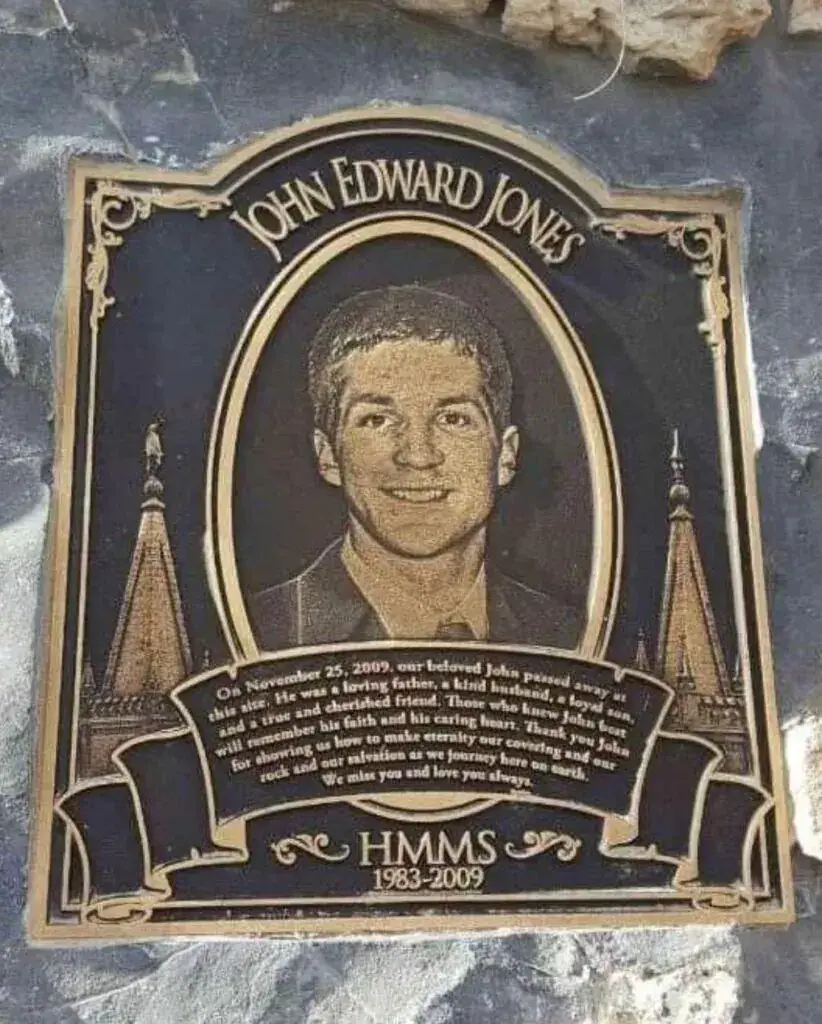 JOHN EDWARD JONES
On November 25, 2009, our beloved John passed away at
this site. He was a loving father, a kind husband, a loyal son,
and a true and cherished friend. Those who knew John best
will remember his faith and his caring heart. Thank you John
for showing us how to make eternity our covering and our
rock and our salvation as we journey here on earth.
We miss you and love you always.
HMMS
1983-2009